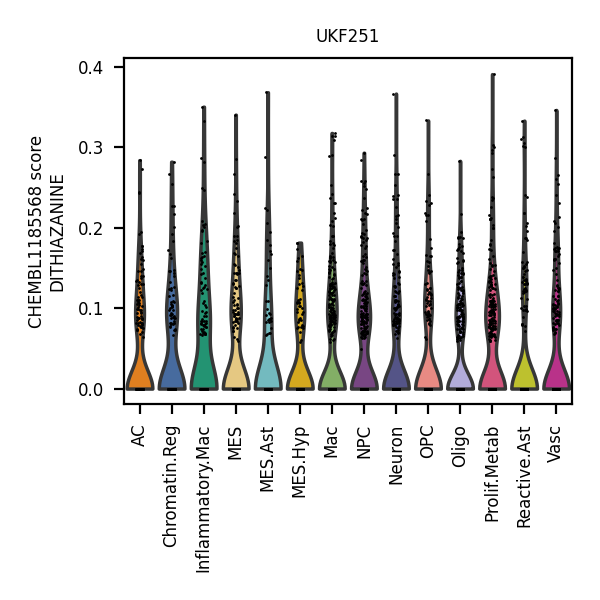 UKF251
CHEMBL1185568 score
DITHIAZANINE
0.4
0.3
0.2
0.1
0.0
AC
Chromatin.Reg
Inflammatory.Mac
MES
MES.Ast
MES.Hyp
Mac
NPC
Neuron
OPC
Oligo
Prolif.Metab
Reactive.Ast
Vasc